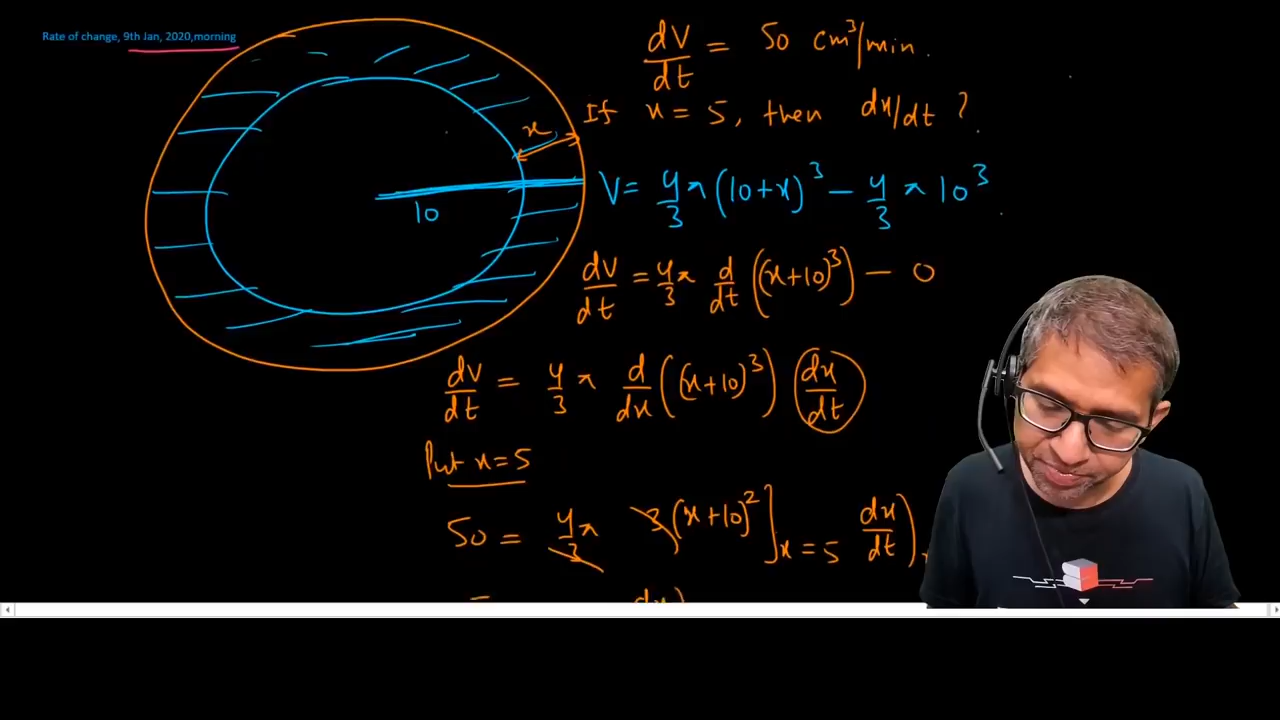 Rate of change, 9th Jan, 2020,morning
dV/dt = 50 cm³/min.
If x = 5, then dx/dt ?
x
10
V = 4/3 π (10+x)³ − 4/3 π 10³
dV/dt = 4/3 π d/dt ((x+10)³) − 0
dV/dt = 4/3 π d/dx ((x+10)³) (dx/dt)
Put x = 5
50 = 4/3 π 3(x+10)²]x = 5 dx/dt)